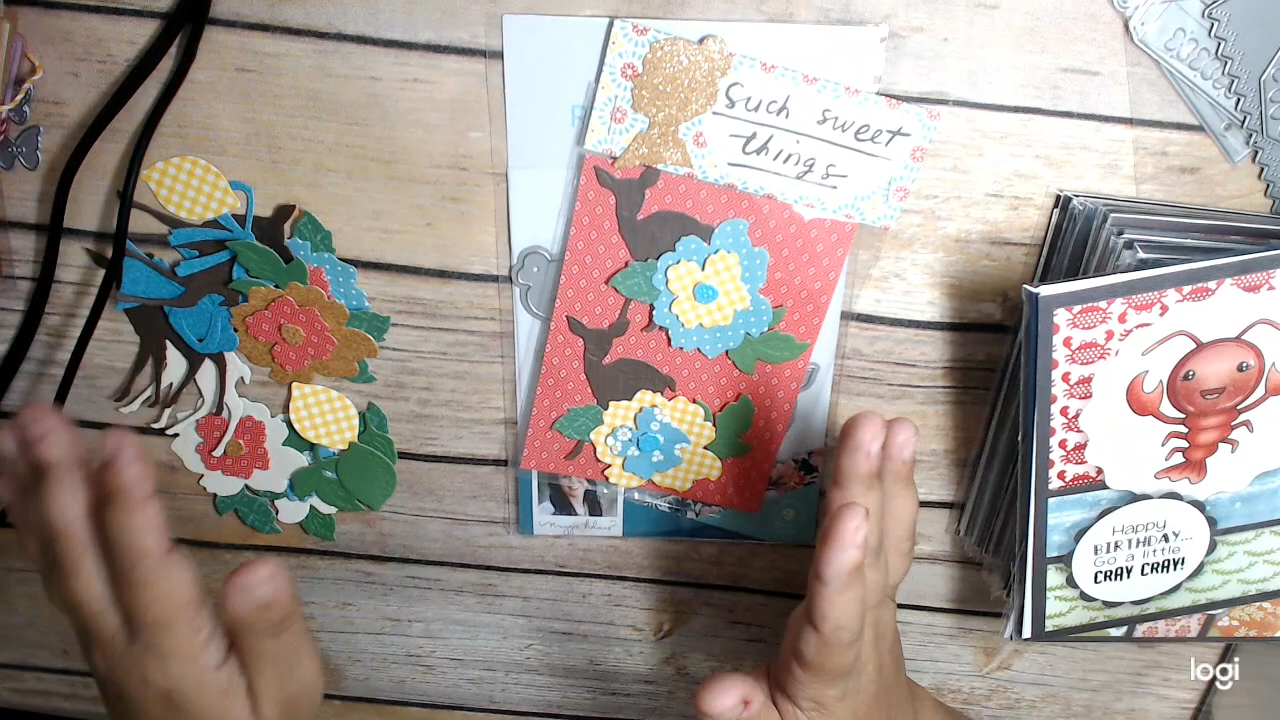 Such sweet
things
Happy
BIRTHDAY...
Go a little
CRAY CRAY!
logi